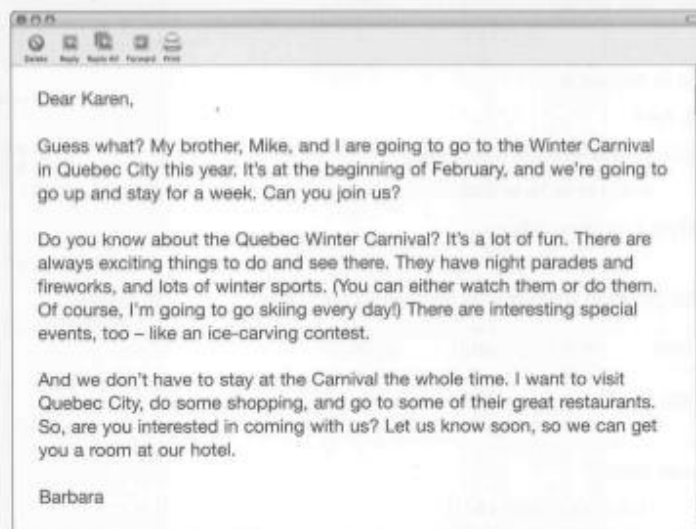 Delete Reply Reply All Forward Print
Dear Karen,
Guess what? My brother, Mike, and I are going to go to the Winter Carnival
in Quebec City this year. It's at the beginning of February, and we're going to
go up and stay for a week. Can you join us?
Do you know about the Quebec Winter Carnival? It's a lot of fun. There are
always exciting things to do and see there. They have night parades and
fireworks, and lots of winter sports. (You can either watch them or do them.
Of course, I'm going to go skiing every day!) There are interesting special
events, too – like an ice-carving contest.
And we don't have to stay at the Carnival the whole time. I want to visit
Quebec City, do some shopping, and go to some of their great restaurants.
So, are you interested in coming with us? Let us know soon, so we can get
you a room at our hotel.
Barbara